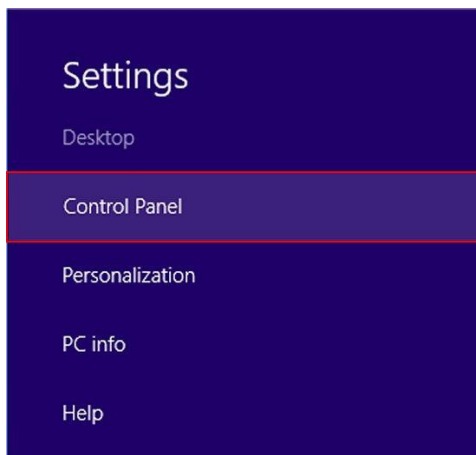 Settings
Desktop
Control Panel
Personalization
PC info
Help